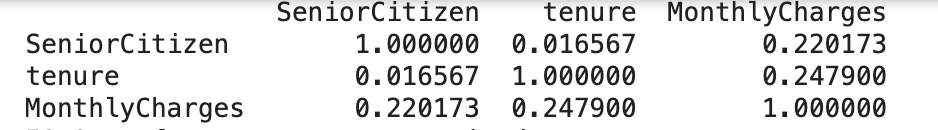 SeniorCitizen tenure MonthlyCharges
SeniorCitizen 1.000000 0.016567 0.220173
tenure 0.016567 1.000000 0.247900
MonthlyCharges 0.220173 0.247900 1.000000